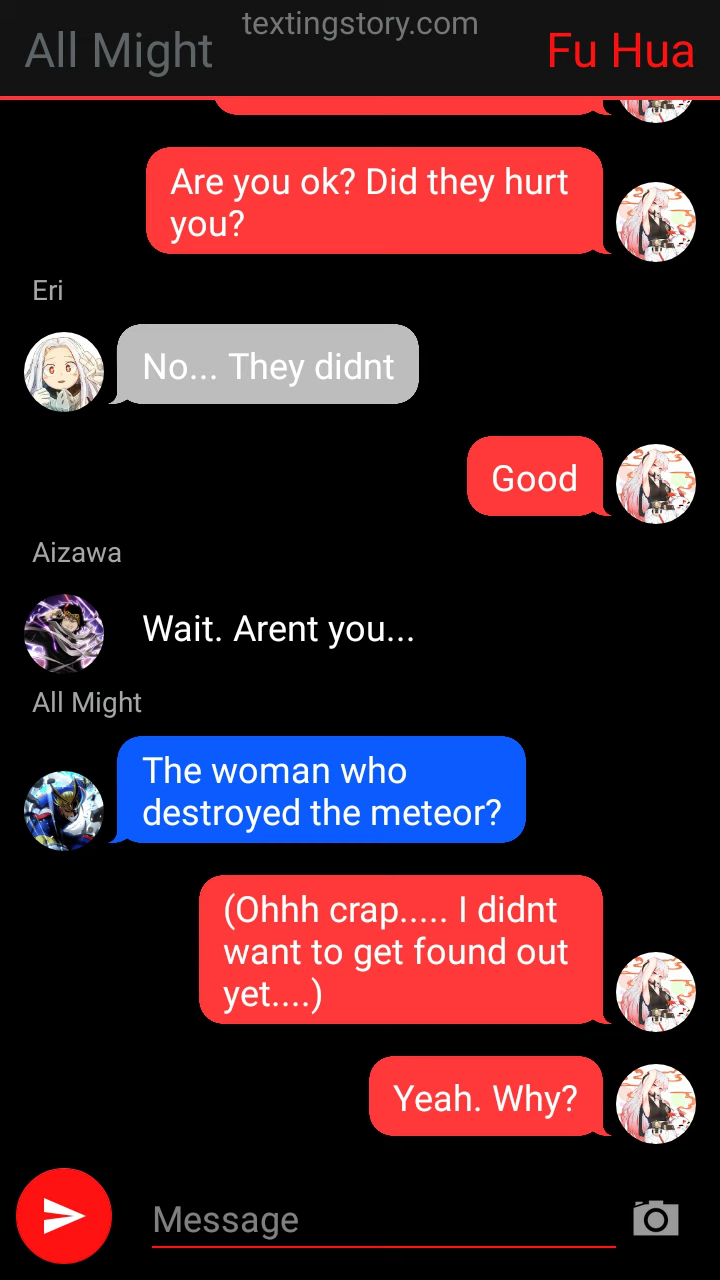 textingstory.com
All Might
Fu Hua
Are you ok? Did they hurt
you?
Eri
No... They didnt
Good
Aizawa
Wait. Arent you...
All Might
The woman who
destroyed the meteor?
(Ohhh crap..... I didnt
want to get found out
yet....)
Yeah. Why?
Message